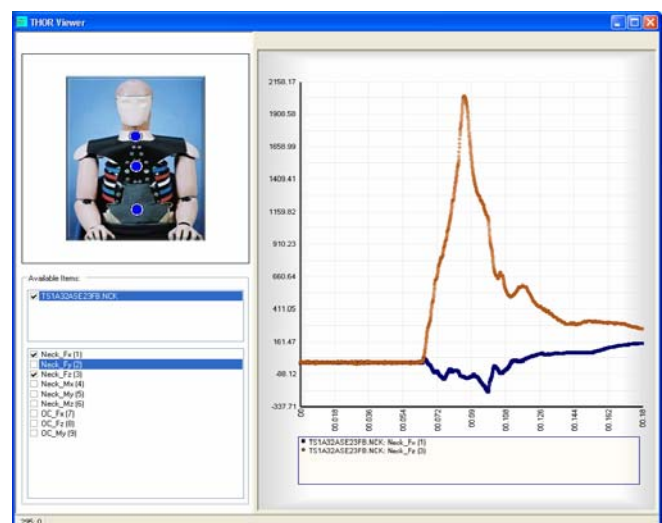 THOR Viewer
Available Items:
TS1A32ASE23FB.NCK
Neck_Fx (1)
Neck_Fy (2)
Neck_Fz (3)
Neck_Mx (4)
Neck_My (5)
Neck_Mz (6)
OC_Fx (7)
OC_Fz (8)
OC_My (9)
2158.17
1908.58
1658.99
1409.41
1159.82
910.23
660.64
411.05
161.47
-88.12
-337.71
00
00.018
00.036
00.054
00.072
00.09
00.108
00.126
00.144
00.162
00.18
TS1A32ASE23FB.NCK: Neck_Fx (1)
TS1A32ASE23FB.NCK: Neck_Fz (3)